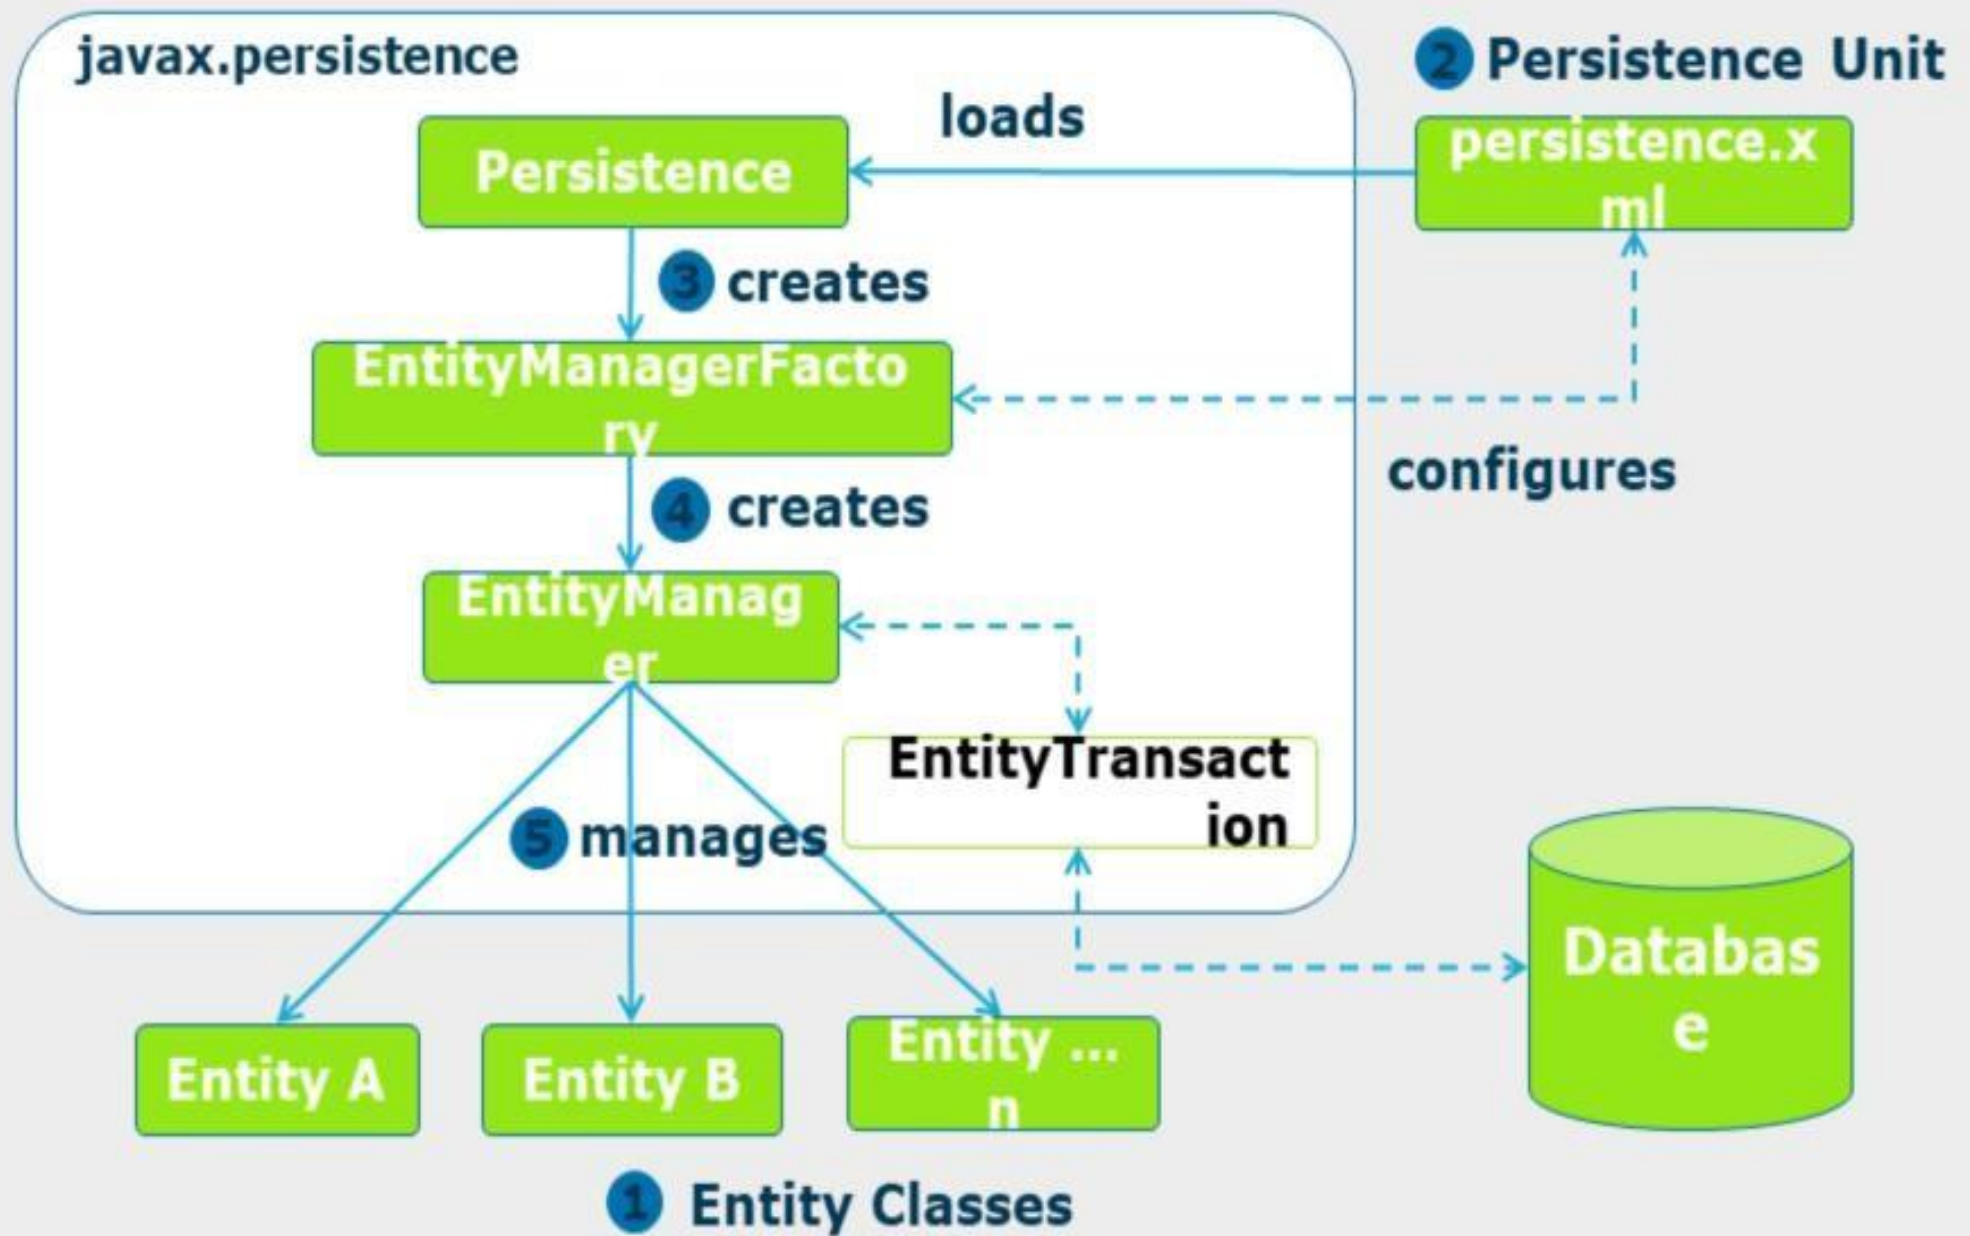 javax.persistence
2 Persistence Unit
loads
Persistence
persistence.x
ml
3 creates
EntityManagerFacto
ry
configures
4 creates
EntityManag
er
EntityTransact
ion
5 manages
Databas
e
Entity A
Entity B
Entity ...
n
1 Entity Classes